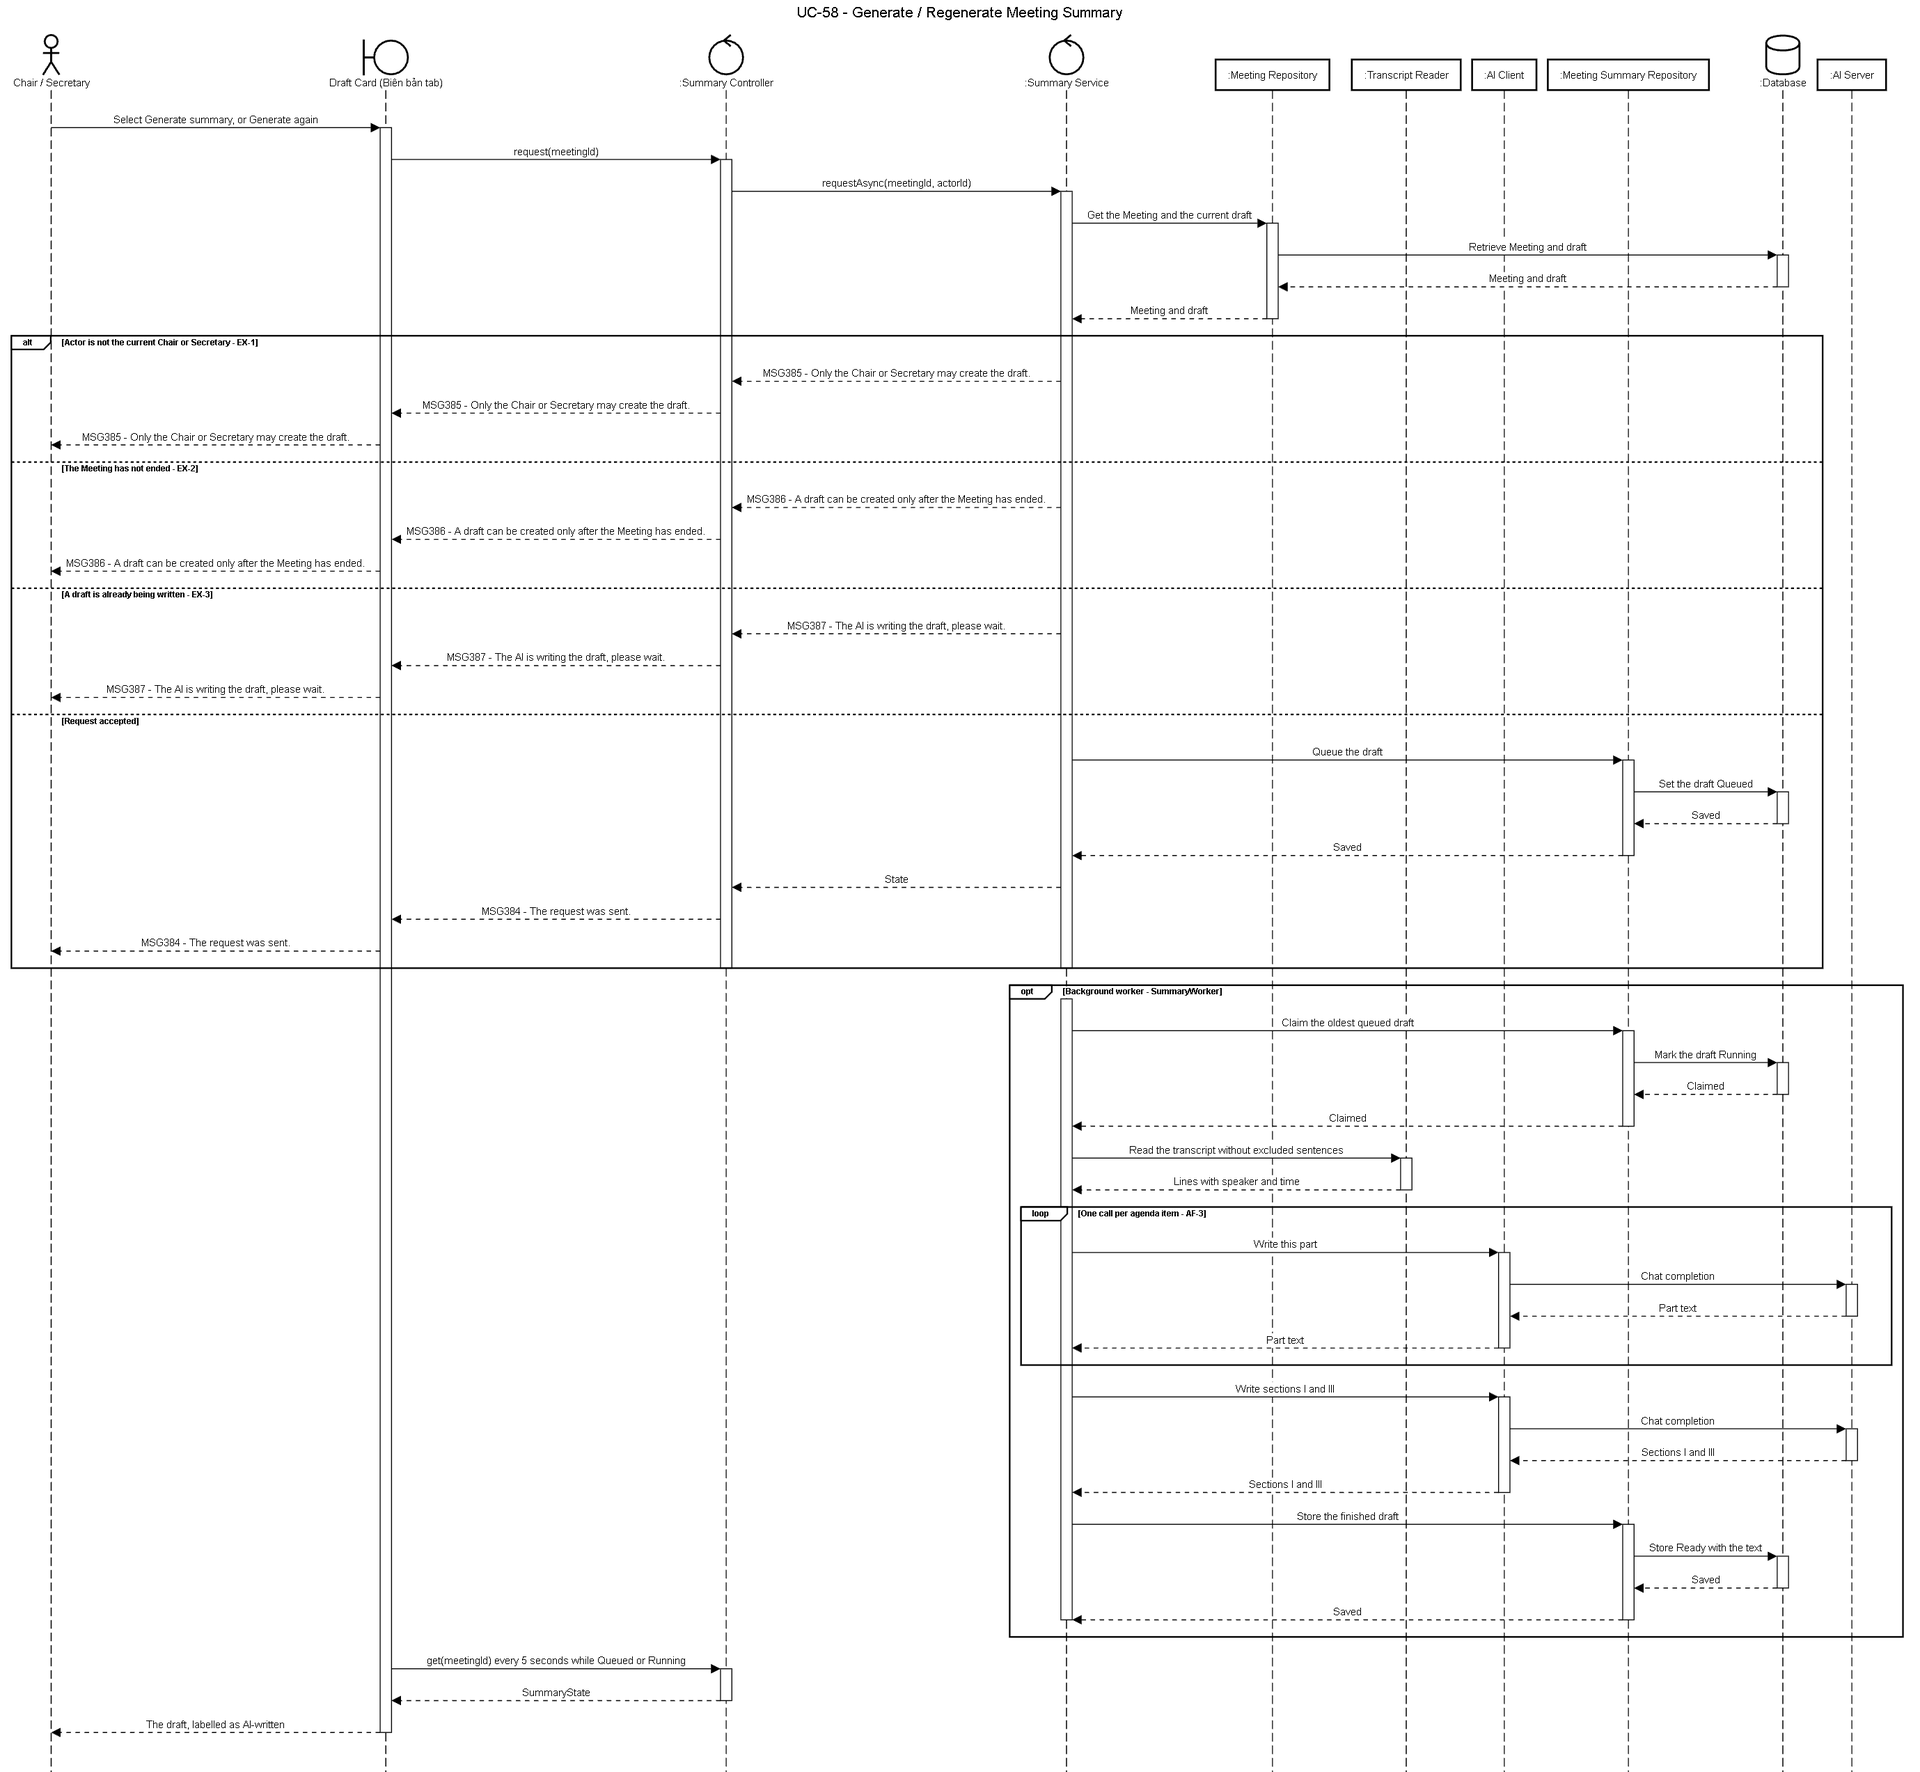 UC-58 - Generate / Regenerate Meeting Summary
Chair / Secretary
Draft Card (Biên bản tab)
:Summary Controller
:Summary Service
:Meeting Repository
:Transcript Reader
:AI Client
:Meeting Summary Repository
:Database
:AI Server
Select Generate summary, or Generate again
request(meetingId)
requestAsync(meetingId, actorId)
Get the Meeting and the current draft
Retrieve Meeting and draft
Meeting and draft
Meeting and draft
alt [Actor is not the current Chair or Secretary - EX-1]
MSG385 - Only the Chair or Secretary may create the draft.
MSG385 - Only the Chair or Secretary may create the draft.
MSG385 - Only the Chair or Secretary may create the draft.
[The Meeting has not ended - EX-2]
MSG386 - A draft can be created only after the Meeting has ended.
MSG386 - A draft can be created only after the Meeting has ended.
MSG386 - A draft can be created only after the Meeting has ended.
[A draft is already being written - EX-3]
MSG387 - The AI is writing the draft, please wait.
MSG387 - The AI is writing the draft, please wait.
MSG387 - The AI is writing the draft, please wait.
[Request accepted]
Queue the draft
Set the draft Queued
Saved
Saved
State
MSG384 - The request was sent.
MSG384 - The request was sent.
opt [Background worker - SummaryWorker]
Claim the oldest queued draft
Mark the draft Running
Claimed
Claimed
Read the transcript without excluded sentences
Lines with speaker and time
loop [One call per agenda item - AF-3]
Write this part
Chat completion
Part text
Part text
Write sections I and III
Chat completion
Sections I and III
Sections I and III
Store the finished draft
Store Ready with the text
Saved
Saved
get(meetingId) every 5 seconds while Queued or Running
SummaryState
The draft, labelled as AI-written